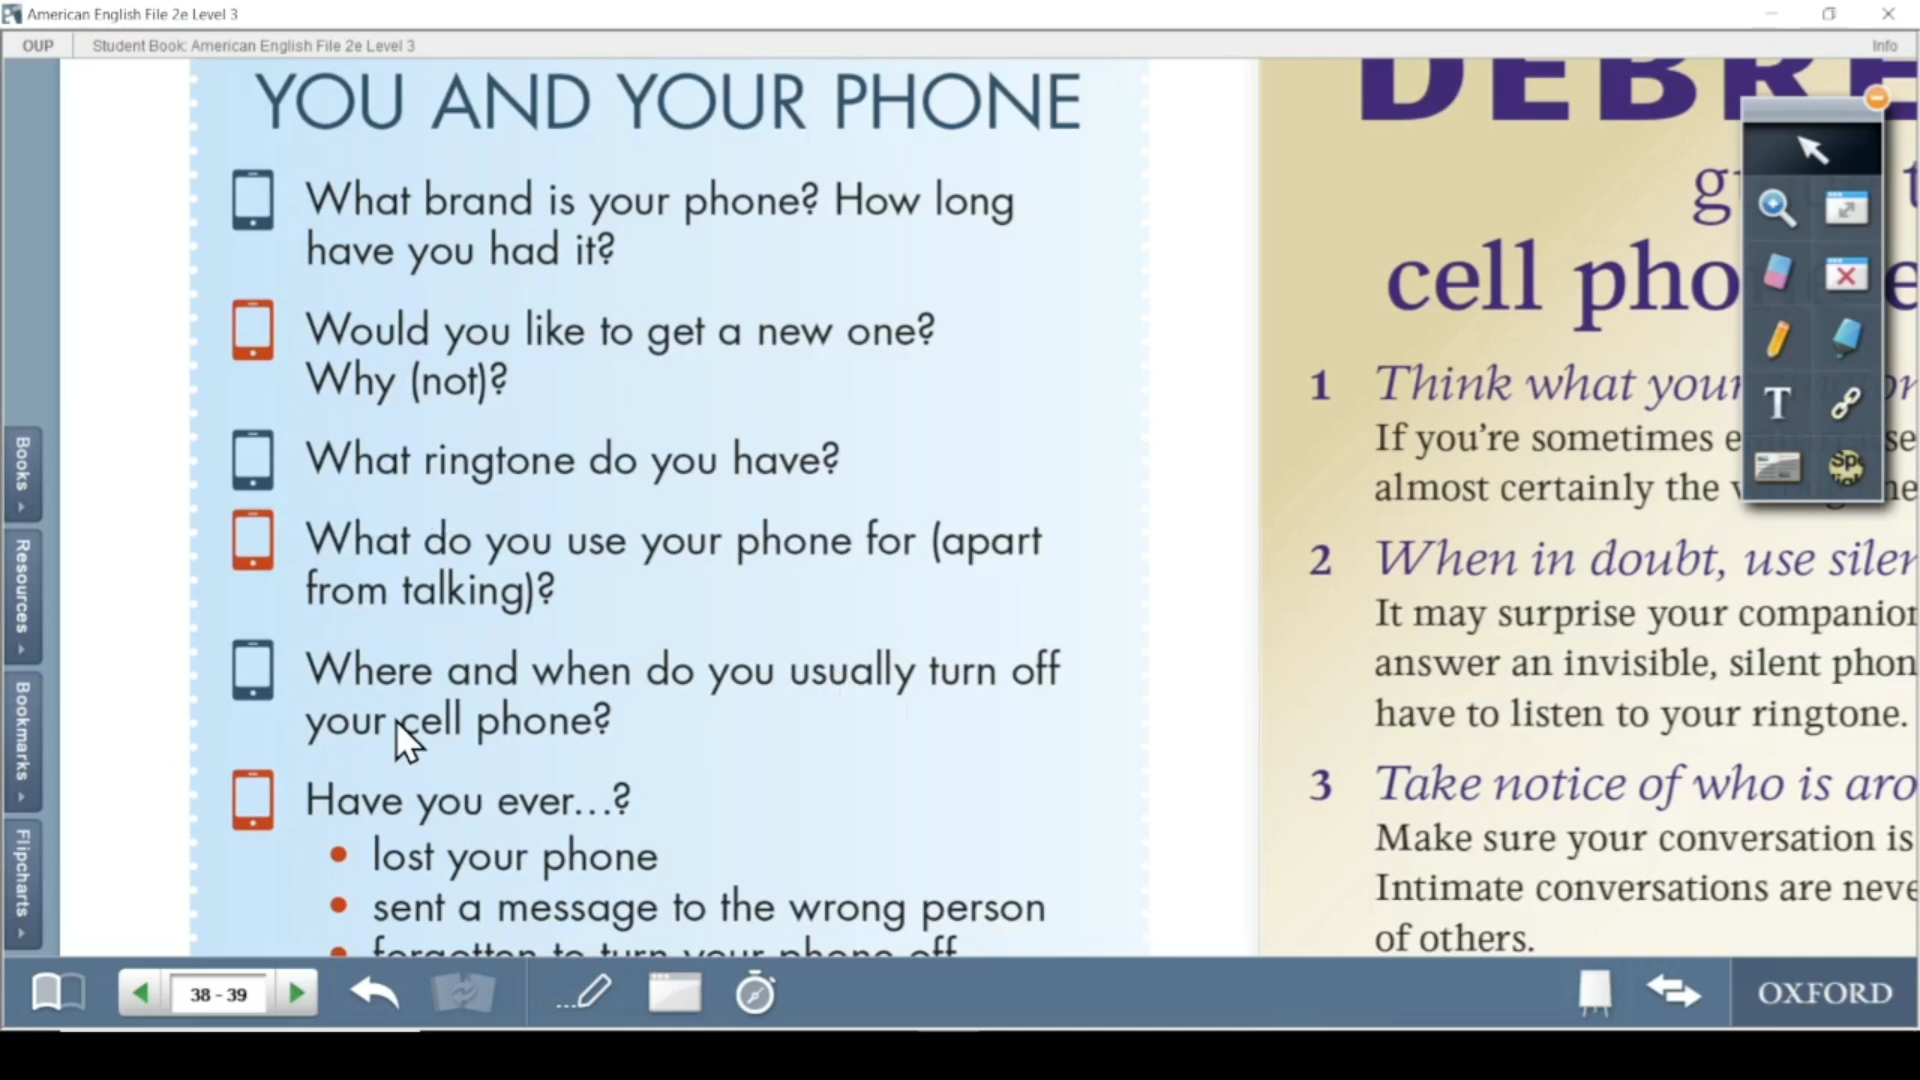 American English File 2e Level 3
OUP
Student Book: American English File 2e Level 3
Info
YOU AND YOUR PHONE
What brand is your phone? How long
have you had it?
Would you like to get a new one?
Why (not)?
What ringtone do you have?
What do you use your phone for (apart
from talking)?
Where and when do you usually turn off
your cell phone?
Have you ever...?
• lost your phone
• sent a message to the wrong person
• forgotten to turn your phone off
DEBRE
cell pho
1 Think what your
If you're sometimes
almost certainly the
2 When in doubt, use
It may surprise your
answer an invisible, silent
have to listen to your ringtone.
3 Take notice of who is
Make sure your conversation is
Intimate conversations are
of others.
T
Books
Resources
Bookmarks
Flipcharts
38 - 39
OXFORD